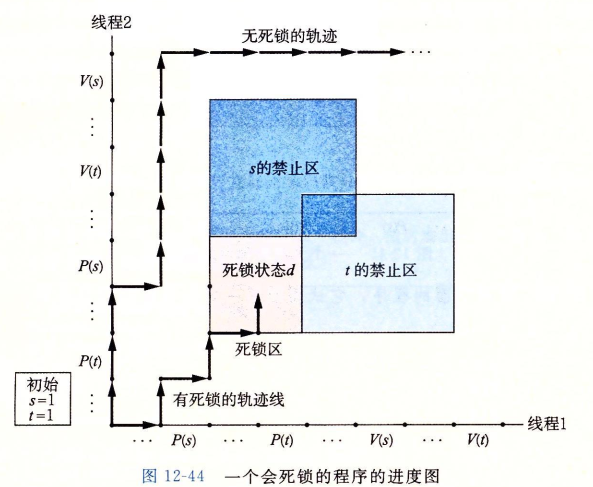 线程2
无死锁的轨迹
...
V(s)
⋮
s的禁止区
V(t)
⋮
P(s)
死锁状态d
t 的禁止区
⋮
死锁区
P(t)
初始
s=1
t=1
⋮
有死锁的轨迹线
线程1
... P(s) ... P(t) ... V(s) ... V(t)
图 12-44 一个会死锁的程序的进度图